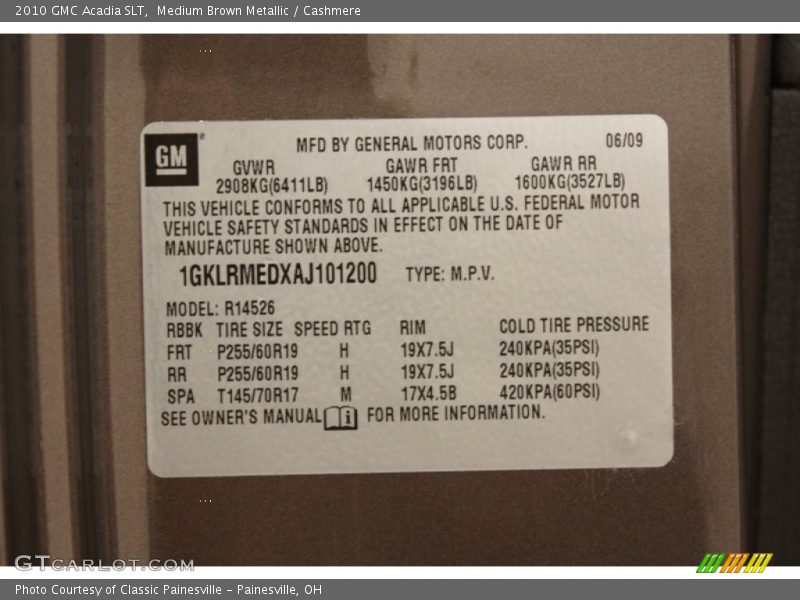 2010 GMC Acadia SLT, Medium Brown Metallic / Cashmere
GM
MFD BY GENERAL MOTORS CORP. 06/09
GVWR GAWR FRT GAWR RR
2908KG(6411LB) 1450KG(3196LB) 1600KG(3527LB)
THIS VEHICLE CONFORMS TO ALL APPLICABLE U.S. FEDERAL MOTOR
VEHICLE SAFETY STANDARDS IN EFFECT ON THE DATE OF
MANUFACTURE SHOWN ABOVE.
1GKLRMEDXAJ101200 TYPE: M.P.V.
MODEL: R14526
RBBK TIRE SIZE SPEED RTG RIM COLD TIRE PRESSURE
FRT P255/60R19 H 19X7.5J 240KPA(35PSI)
RR P255/60R19 H 19X7.5J 240KPA(35PSI)
SPA T145/70R17 M 17X4.5B 420KPA(60PSI)
SEE OWNER'S MANUAL i FOR MORE INFORMATION.
GTCARLOT.COM
Photo Courtesy of Classic Painesville - Painesville, OH